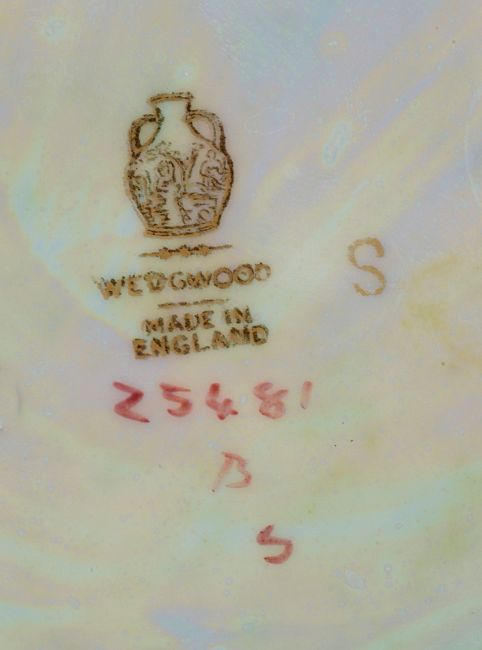 WEDGWOOD
S
MADE IN
ENGLAND
Z5481
B
S